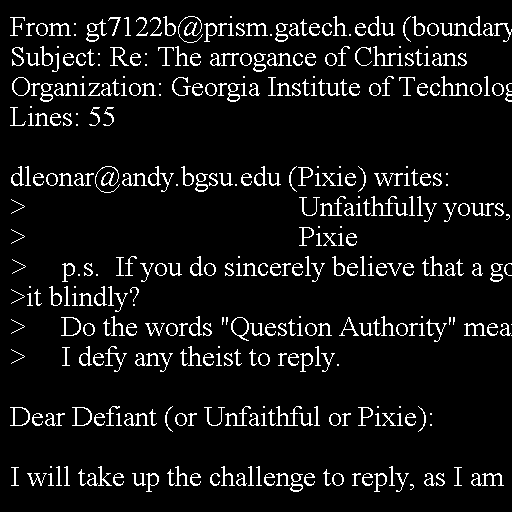 From: gt7122b@prism.gatech.edu (boundary
Subject: Re: The arrogance of Christians
Organization: Georgia Institute of Technolog
Lines: 55

dleonar@andy.bgsu.edu (Pixie) writes:
> Unfaithfully yours,
> Pixie
> p.s. If you do sincerely believe that a go
>it blindly?
> Do the words "Question Authority" mea
> I defy any theist to reply.

Dear Defiant (or Unfaithful or Pixie):

I will take up the challenge to reply, as I am